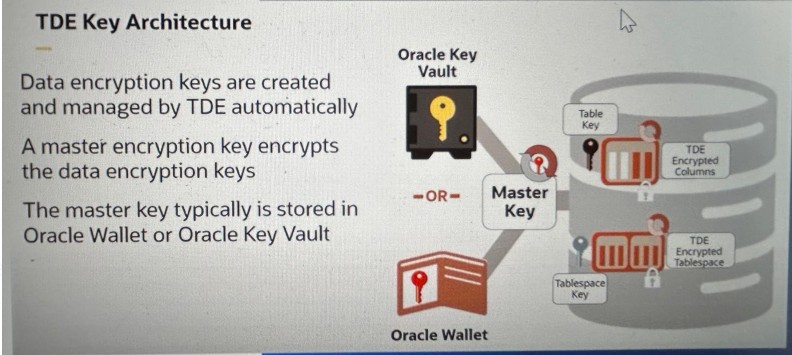 TDE Key Architecture
Data encryption keys are created
and managed by TDE automatically
A master encryption key encrypts
the data encryption keys
The master key typically is stored in
Oracle Wallet or Oracle Key Vault
Oracle Key
Vault
-OR-
Oracle Wallet
Master
Key
Table
Key
TDE
Encrypted
Columns
TDE
Encrypted
Tablespace
Tablespace
Key